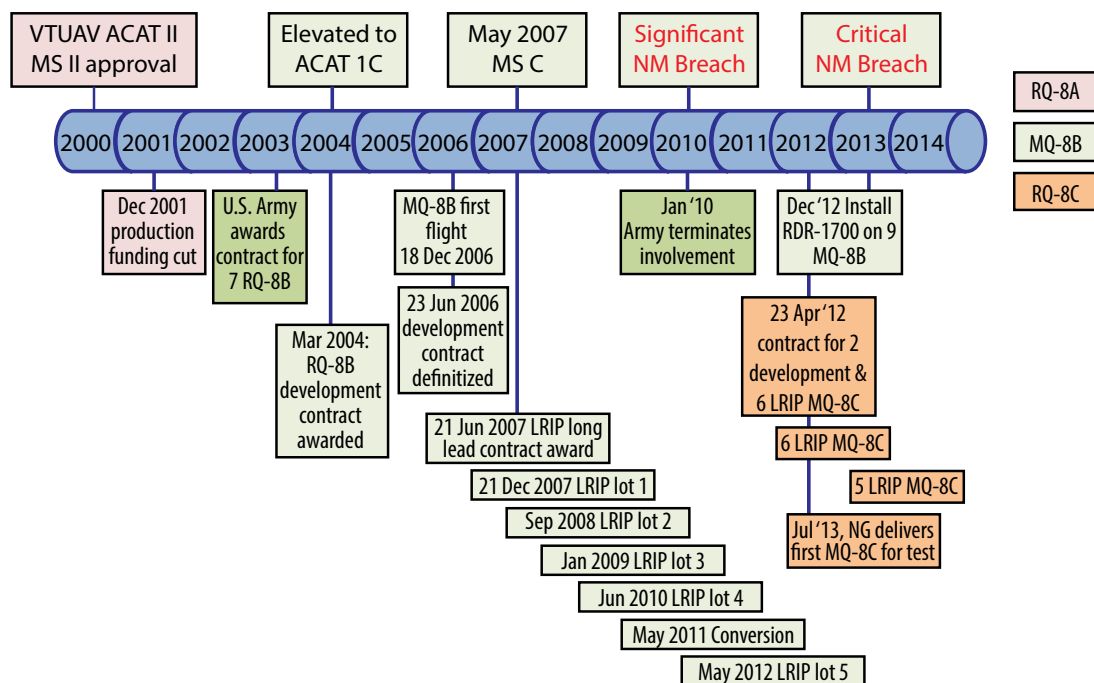 VTUAV ACAT II
MS II approval
Elevated to
ACAT 1C
May 2007
MS C
Significant
NM Breach
Critical
NM Breach
RQ-8A
MQ-8B
RQ-8C
2000
2001
2002
2003
2004
2005
2006
2007
2008
2009
2010
2011
2012
2013
2014
Dec 2001
production
funding cut
U.S. Army
awards
contract for
7 RQ-8B
MQ-8B first
flight
18 Dec 2006
Jan ‘10
Army terminates
involvement
Dec ‘12 Install
RDR-1700 on 9
MQ-8B
Mar 2004:
RQ-8B
development
contract
awarded
23 Jun 2006
development
contract
definitized
23 Apr ‘12
contract for 2
development &
6 LRIP MQ-8C
21 Jun 2007 LRIP long
lead contract award
6 LRIP MQ-8C
21 Dec 2007 LRIP lot 1
5 LRIP MQ-8C
Sep 2008 LRIP lot 2
Jul ‘13, NG delivers
first MQ-8C for test
Jan 2009 LRIP lot 3
Jun 2010 LRIP lot 4
May 2011 Conversion
May 2012 LRIP lot 5